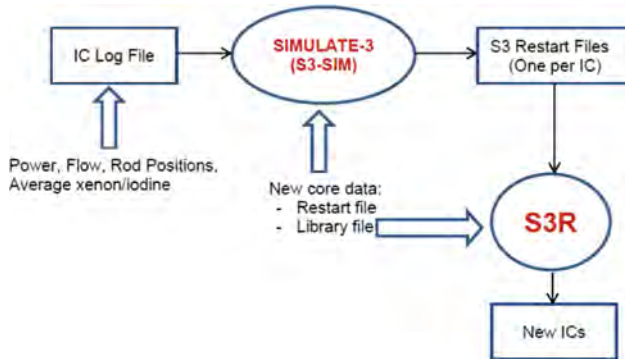 IC Log File
SIMULATE-3
(S3-SIM)
S3 Restart Files
(One per IC)
Power, Flow, Rod Positions,
Average xenon/iodine
New core data:
- Restart file
- Library file
S3R
New ICs